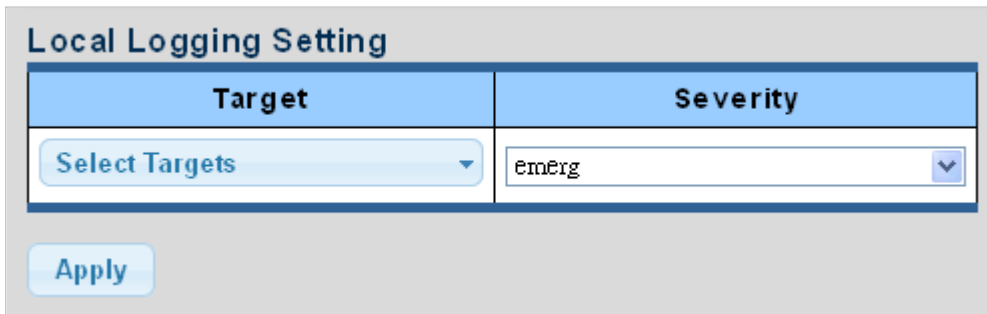 Local Logging Setting
Target Severity
Select Targets emerg
Apply